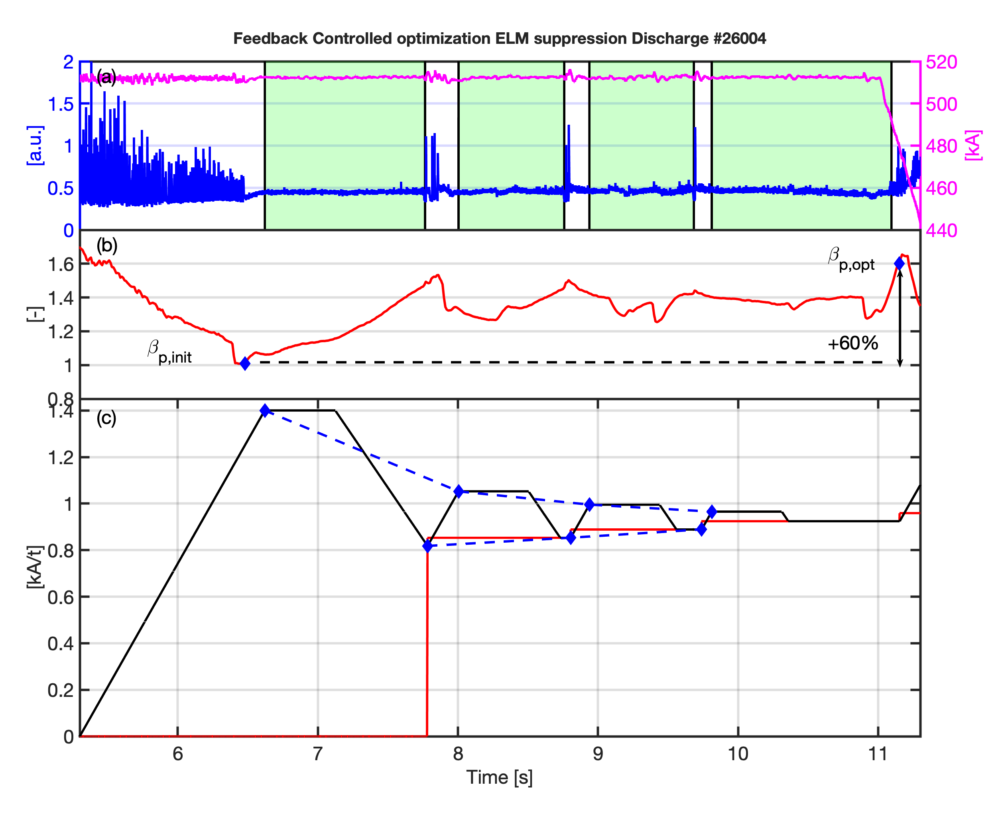 Feedback Controlled optimization ELM suppression Discharge #26004
(a)
2
1.5
1
0.5
0
[a.u.]
520
500
480
460
440
[kA]
(b)
1.6
1.4
1.2
1
0.8
[-]
βp,init
βp,opt
+60%
(c)
1.4
1.2
1
0.8
0.6
0.4
0.2
0
[kA/t]
6 7 8 9 10 11
Time [s]